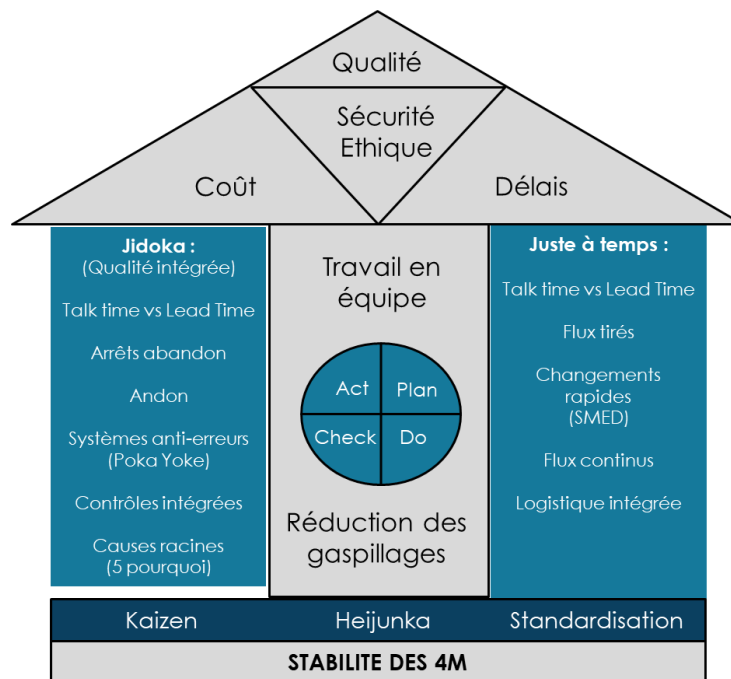 Qualité
Sécurité
Ethique
Coût
Délais
Jidoka :
(Qualité intégrée)
Talk time vs Lead Time
Arrêts abandon
Andon
Systèmes anti-erreurs
(Poka Yoke)
Contrôles intégrées
Causes racines
(5 pourquoi)
Travail en
équipe
Act
Plan
Check
Do
Réduction des
gaspillages
Juste à temps :
Talk time vs Lead Time
Flux tirés
Changements
rapides
(SMED)
Flux continus
Logistique intégrée
Kaizen
Heijunka
Standardisation
STABILITE DES 4M